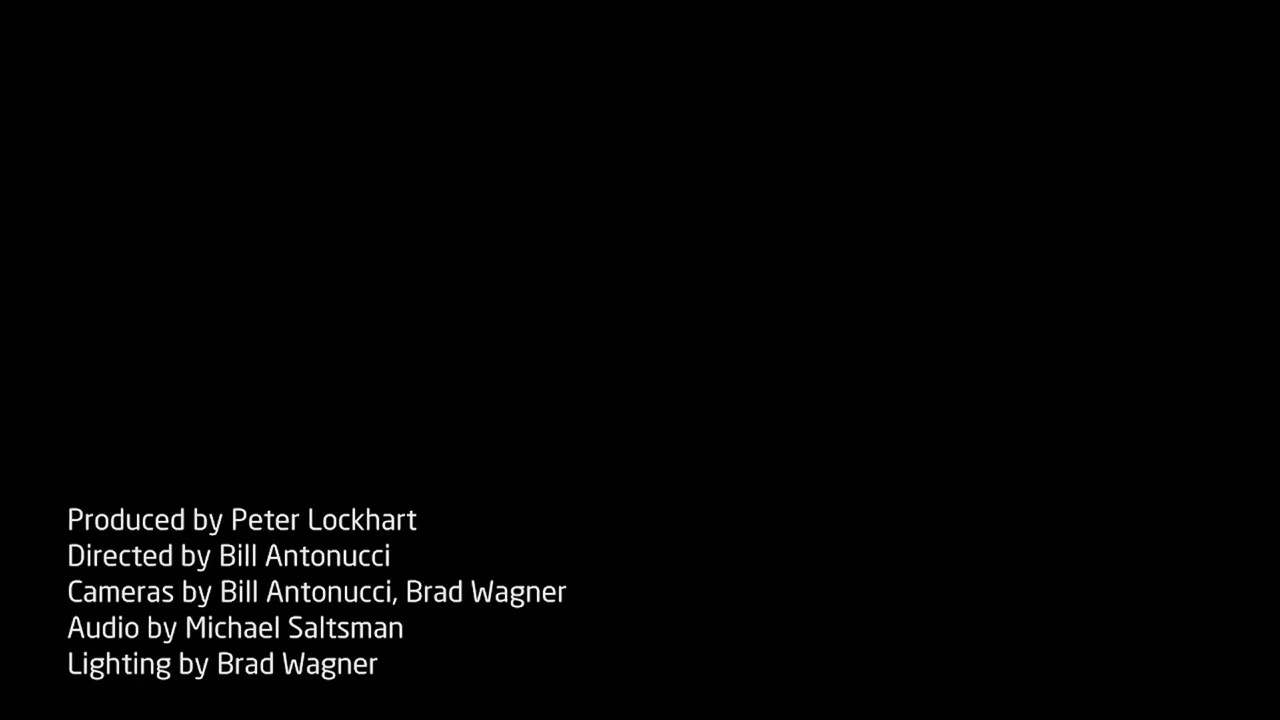 Produced by Peter Lockhart
Directed by Bill Antonucci
Cameras by Bill Antonucci, Brad Wagner
Audio by Michael Saltsman
Lighting by Brad Wagner